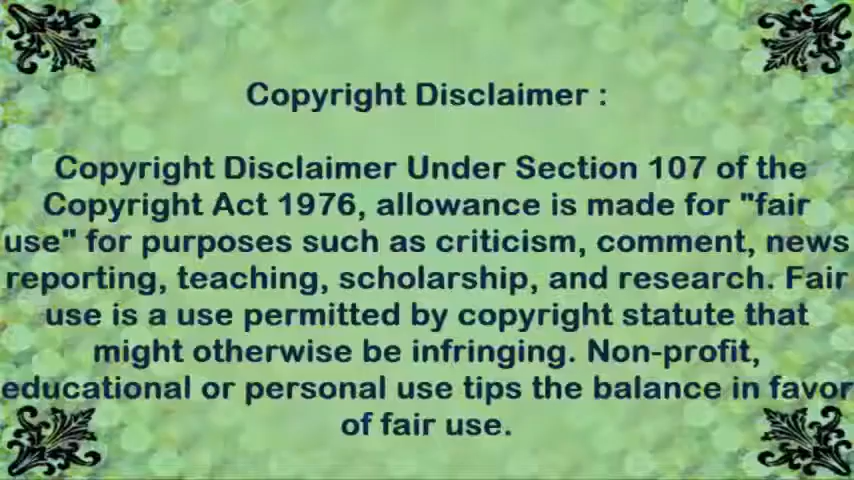 Copyright Disclaimer :
Copyright Disclaimer Under Section 107 of the
Copyright Act 1976, allowance is made for "fair
use" for purposes such as criticism, comment, news
reporting, teaching, scholarship, and research. Fair
use is a use permitted by copyright statute that
might otherwise be infringing. Non-profit,
educational or personal use tips the balance in favor
of fair use.